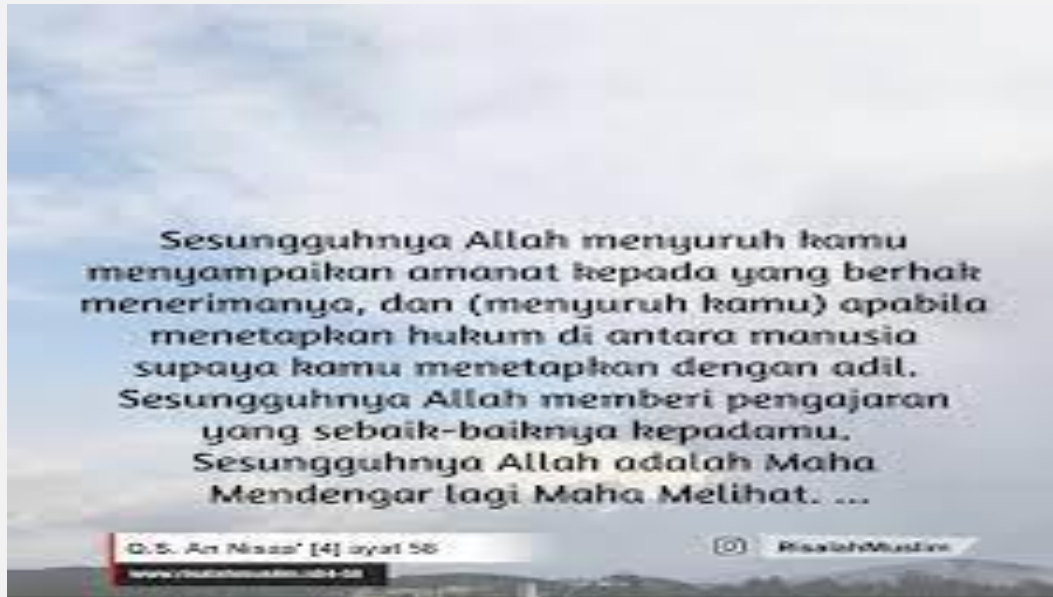 Sesungguhnya Allah menyuruh kamu
menyampaikan amanat kepada yang berhak
menerimanya, dan (menyuruh kamu) apabila
menetapkan hukum di antara manusia
supaya kamu menetapkan dengan adil.
Sesungguhnya Allah memberi pengajaran
yang sebaik-baiknya kepadamu.
Sesungguhnya Allah adalah Maha
Mendengar lagi Maha Melihat. ...
Q.S. An Nisaa' [4] ayat 58
RisalahMuslim